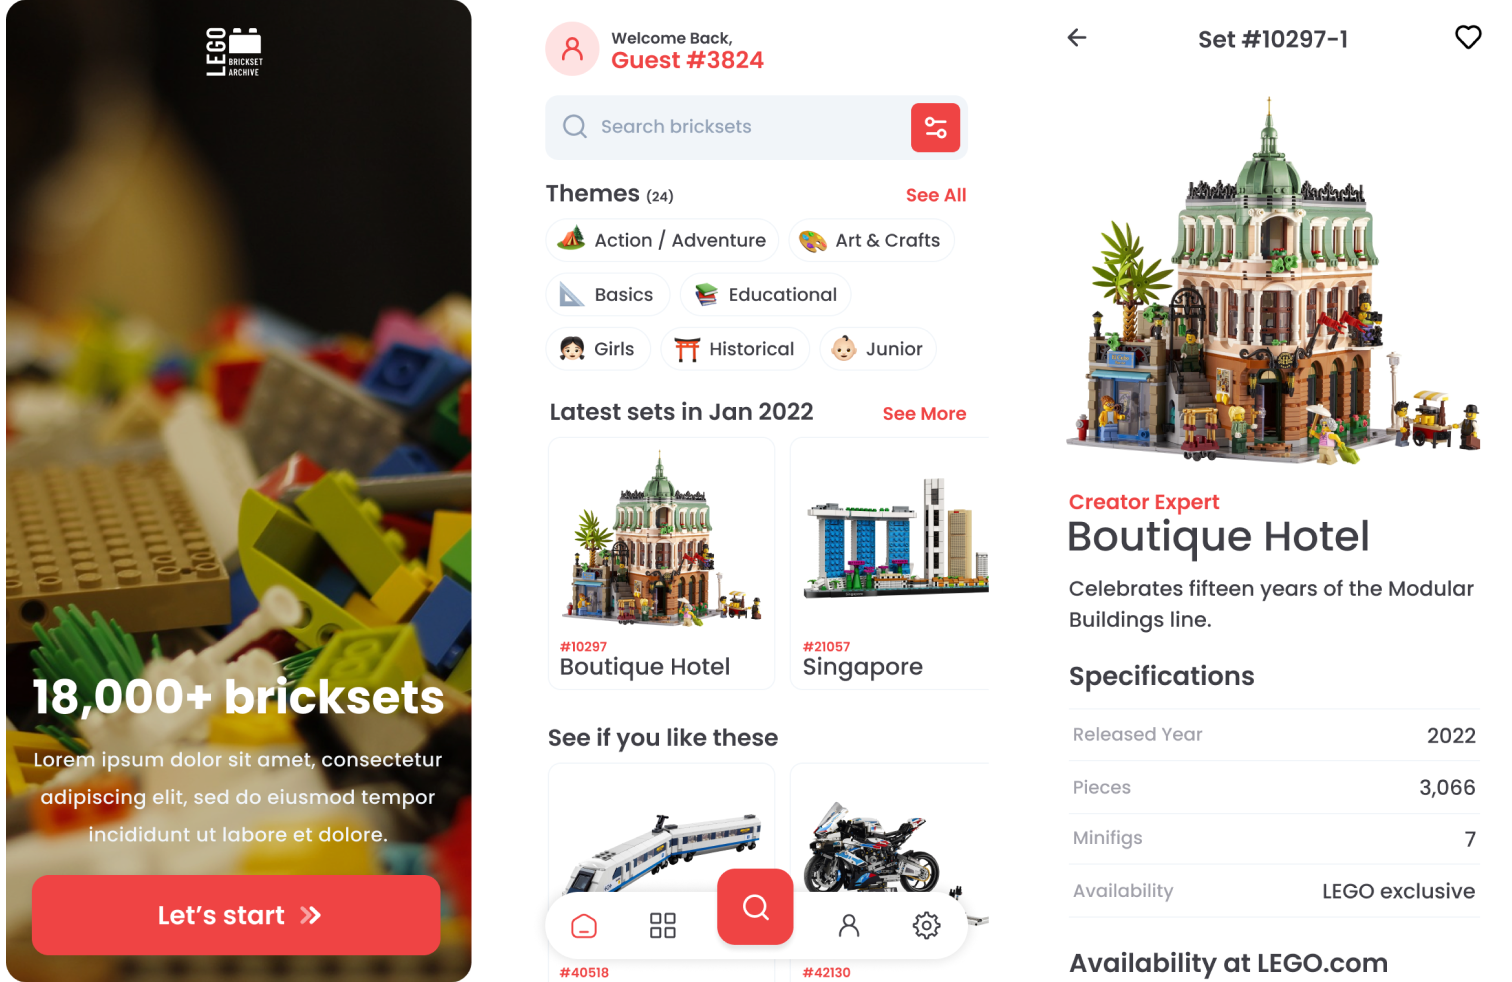 LEGO
BRICKSET
ARCHIVE
18,000+ bricksets
Lorem ipsum dolor sit amet, consectetur
adipiscing elit, sed do eiusmod tempor
incididunt ut labore et dolore.
Let's start
Welcome Back,
Guest #3824
Search bricksets
Themes (24)
See All
Action / Adventure
Art & Crafts
Basics
Educational
Girls
Historical
Junior
Latest sets in Jan 2022
See More
#10297
Boutique Hotel
#21057
Singapore
See if you like these
#40518
#42130
Set #10297-1
Creator Expert
Boutique Hotel
Celebrates fifteen years of the Modular
Buildings line.
Specifications
Released Year
2022
Pieces
3,066
Minifigs
7
Availability
LEGO exclusive
Availability at LEGO.com